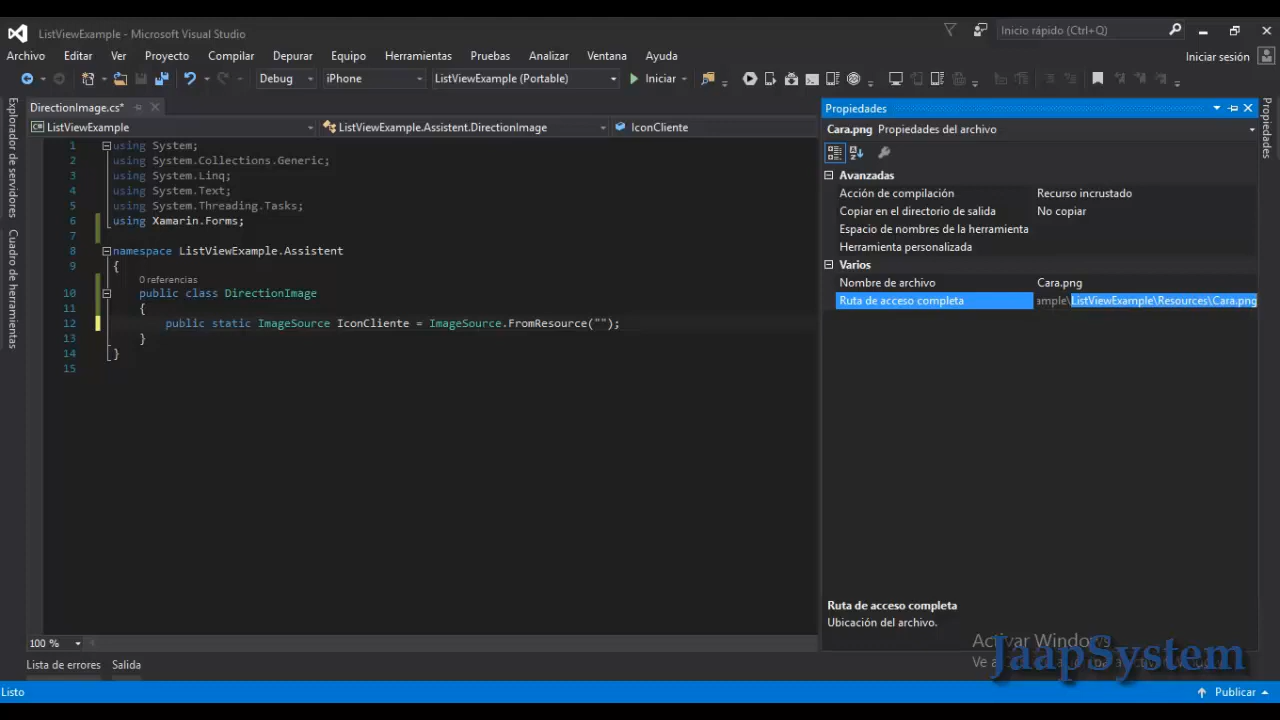 ListViewExample - Microsoft Visual Studio
Inicio rápido (Ctrl+Q)
Archivo Editar Ver Proyecto Compilar Depurar Equipo Herramientas Pruebas Analizar Ventana Ayuda
Iniciar sesión
Debug iPhone ListViewExample (Portable) Iniciar
Explorador de servidores
Cuadro de herramientas
DirectionImage.cs*
ListViewExample ListViewExample.Assistent.DirectionImage IconCliente
1 using System;
2 using System.Collections.Generic;
3 using System.Linq;
4 using System.Text;
5 using System.Threading.Tasks;
6 using Xamarin.Forms;
7
8 namespace ListViewExample.Assistent
9 {
0 referencias
10 public class DirectionImage
11 {
12 public static ImageSource IconCliente = ImageSource.FromResource("");
13 }
14 }
15
100 %
Propiedades
Cara.png Propiedades del archivo
Avanzadas
Acción de compilación Recurso incrustado
Copiar en el directorio de salida No copiar
Espacio de nombres de la herramienta
Herramienta personalizada
Varios
Nombre de archivo Cara.png
Ruta de acceso completa ample\ListViewExample\Resources\Cara.png
Ruta de acceso completa
Ubicación del archivo.
Propiedades
Activar Windows
Ve a
JaapSystem
Lista de errores Salida
Listo
Publicar